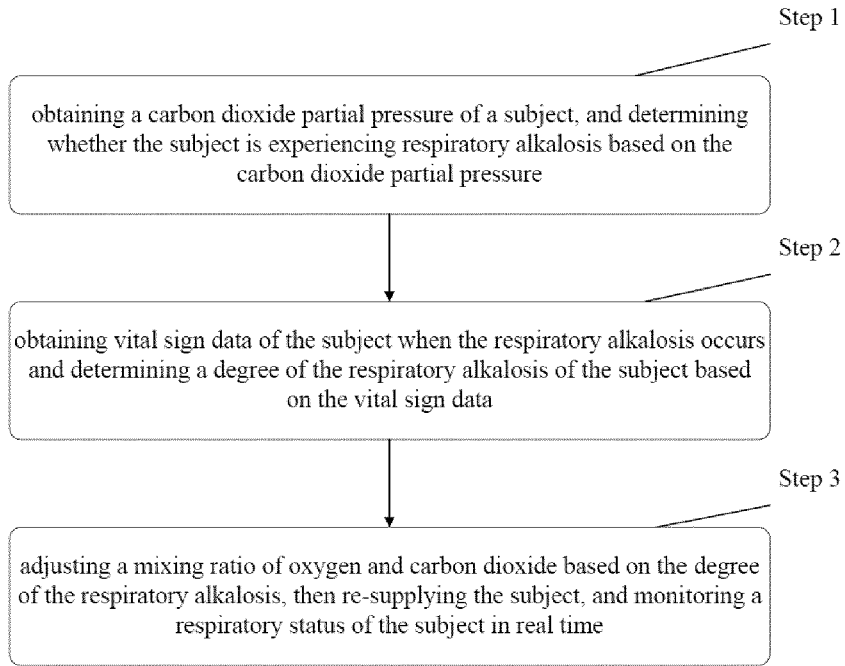 Step 1
obtaining a carbon dioxide partial pressure of a subject, and determining
whether the subject is experiencing respiratory alkalosis based on the
carbon dioxide partial pressure
Step 2
obtaining vital sign data of the subject when the respiratory alkalosis occurs
and determining a degree of the respiratory alkalosis of the subject based
on the vital sign data
Step 3
adjusting a mixing ratio of oxygen and carbon dioxide based on the degree
of the respiratory alkalosis, then re-supplying the subject, and monitoring a
respiratory status of the subject in real time